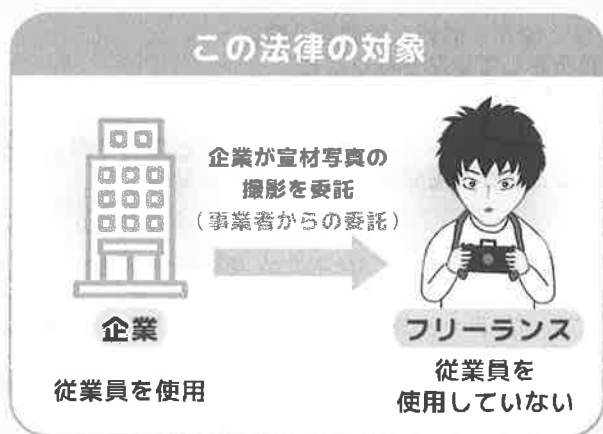 この法律の対象
企業が宣材写真の
撮影を委託
（事業者からの委託）
企業
フリーランス
従業員を使用
従業員を
使用していない